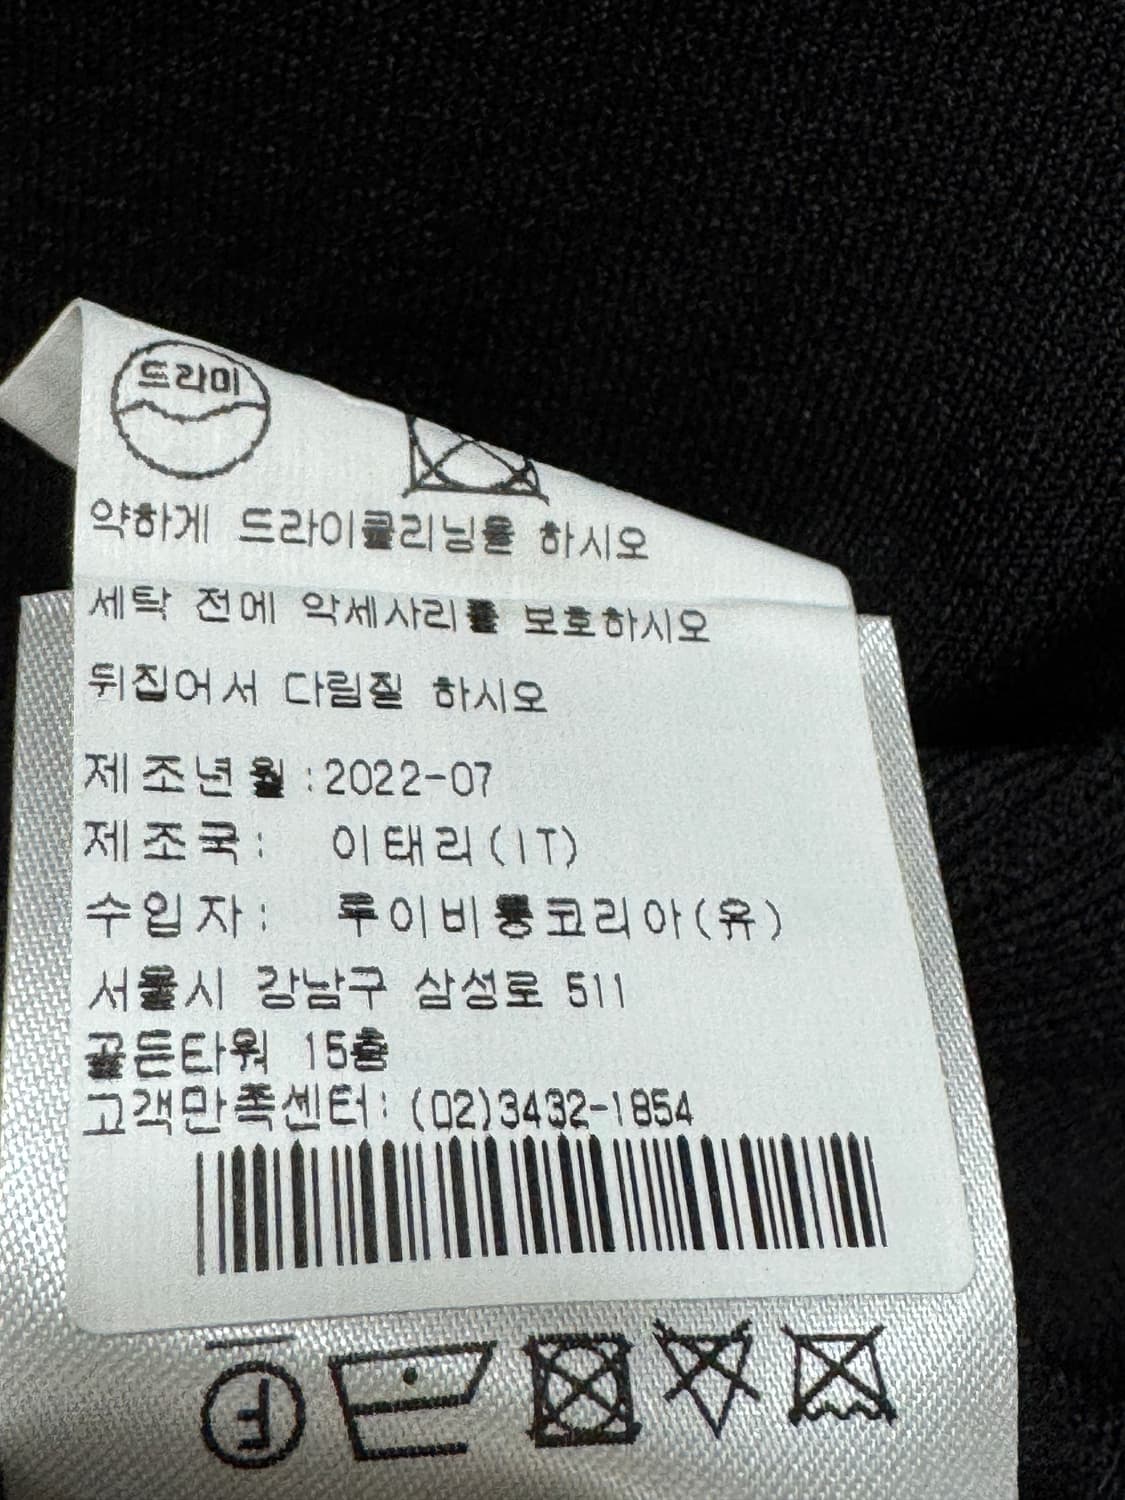 드라이
약하게 드라이클리닝을 하시오
세탁 전에 악세사리를 보호하시오
뒤집어서 다림질 하시오
제조년월:2022-07
제조국: 이태리(IT)
수입자: 루이비통코리아(유)
서울시 강남구 삼성로 511
골든타워 15층
고객만족센터: (02)3432-1854
F